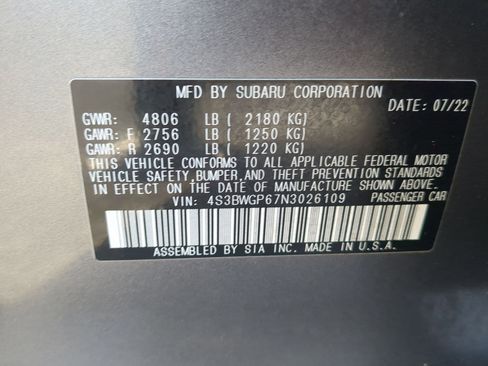 MFD BY SUBARU CORPORATION
DATE: 07/22
GVWR: 4806 LB ( 2180 KG)
GAWR: F 2756 LB ( 1250 KG)
GAWR: R 2690 LB ( 1220 KG)
THIS VEHICLE CONFORMS TO ALL APPLICABLE FEDERAL MOTOR
VEHICLE SAFETY, BUMPER, AND THEFT PREVENTION STANDARDS
IN EFFECT ON THE DATE OF MANUFACTURE SHOWN ABOVE.
VIN: 4S3BWGP67N3026109 PASSENGER CAR
ASSEMBLED BY SIA INC. MADE IN U.S.A.